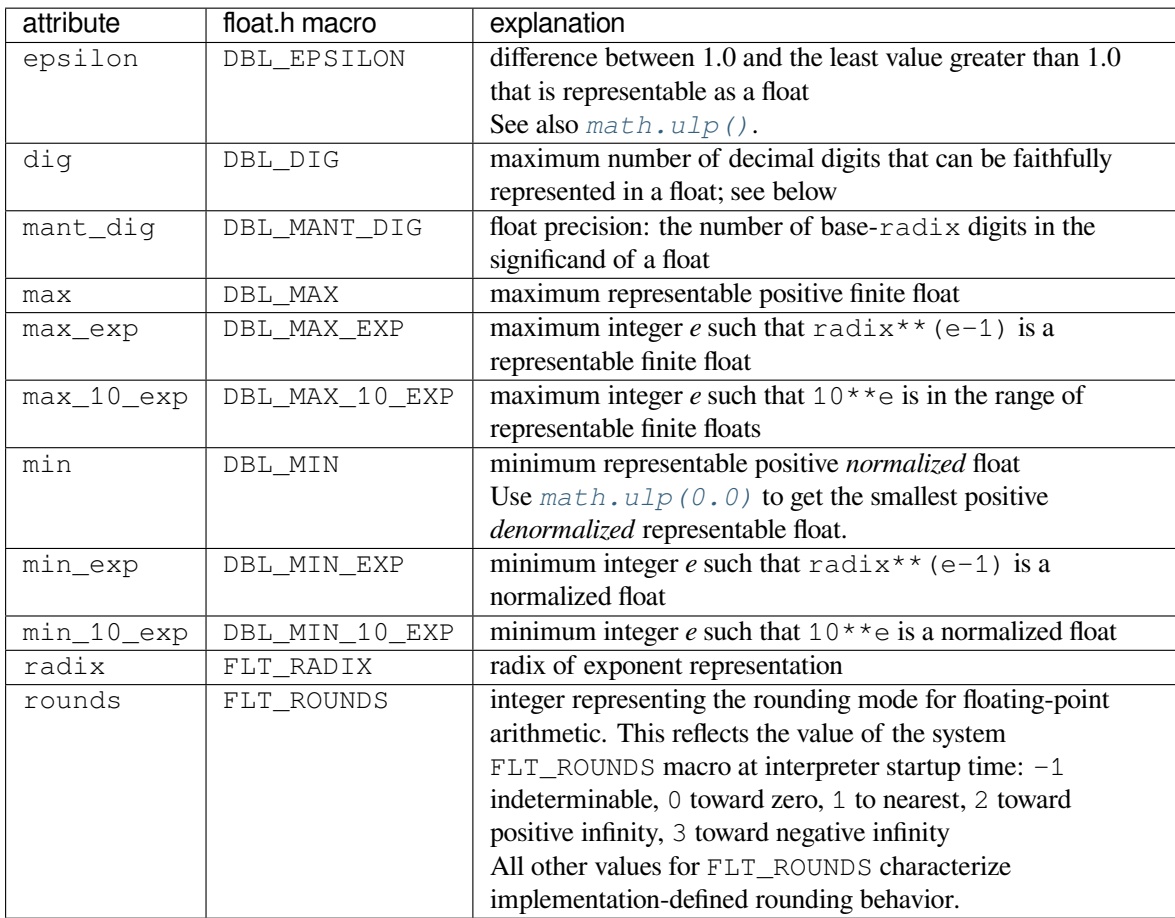 attribute float.h macro explanation
epsilon DBL_EPSILON difference between 1.0 and the least value greater than 1.0
that is representable as a float
See also math.ulp().
dig DBL_DIG maximum number of decimal digits that can be faithfully
represented in a float; see below
mant_dig DBL_MANT_DIG float precision: the number of base-radix digits in the
significand of a float
max DBL_MAX maximum representable positive finite float
max_exp DBL_MAX_EXP maximum integer e such that radix**(e-1) is a
representable finite float
max_10_exp DBL_MAX_10_EXP maximum integer e such that 10**e is in the range of
representable finite floats
min DBL_MIN minimum representable positive normalized float
Use math.ulp(0.0) to get the smallest positive
denormalized representable float.
min_exp DBL_MIN_EXP minimum integer e such that radix**(e-1) is a
normalized float
min_10_exp DBL_MIN_10_EXP minimum integer e such that 10**e is a normalized float
radix FLT_RADIX radix of exponent representation
rounds FLT_ROUNDS integer representing the rounding mode for floating-point
arithmetic. This reflects the value of the system
FLT_ROUNDS macro at interpreter startup time: -1
indeterminable, 0 toward zero, 1 to nearest, 2 toward
positive infinity, 3 toward negative infinity
All other values for FLT_ROUNDS characterize
implementation-defined rounding behavior.